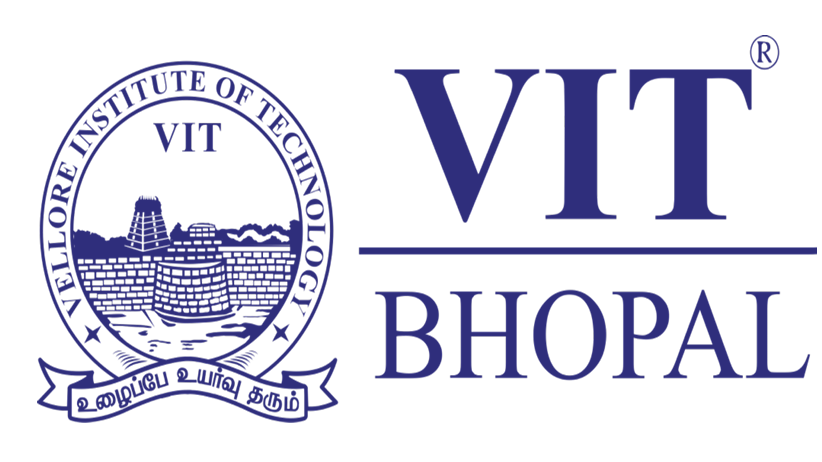 VELLORE INSTITUTE OF TECHNOLOGY
VIT
உழைப்பே உயர்வு தரும்
VIT®
BHOPAL